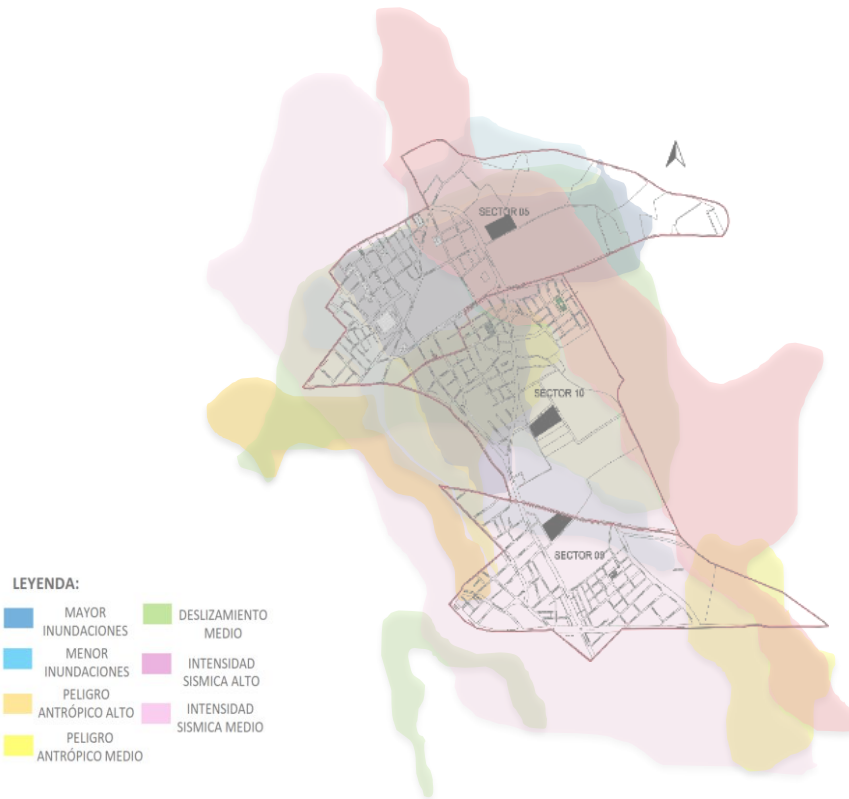 SECTOR 05
SECTOR 10
SECTOR 09
LEYENDA:
MAYOR
INUNDACIONES
MENOR
INUNDACIONES
PELIGRO
ANTRÓPICO ALTO
PELIGRO
ANTRÓPICO MEDIO
DESLIZAMIENTO
MEDIO
INTENSIDAD
SISMICA ALTO
INTENSIDAD
SISMICA MEDIO